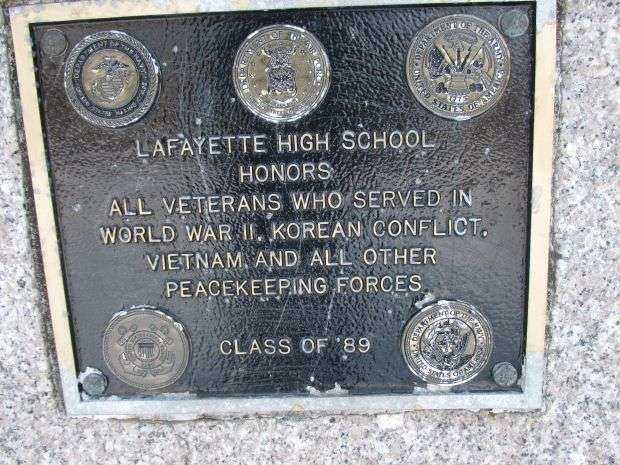 LAFAYETTE HIGH SCHOOL
HONORS
ALL VETERANS WHO SERVED IN
WORLD WAR II, KOREAN CONFLICT,
VIETNAM AND ALL OTHER
PEACEKEEPING FORCES
CLASS OF '89